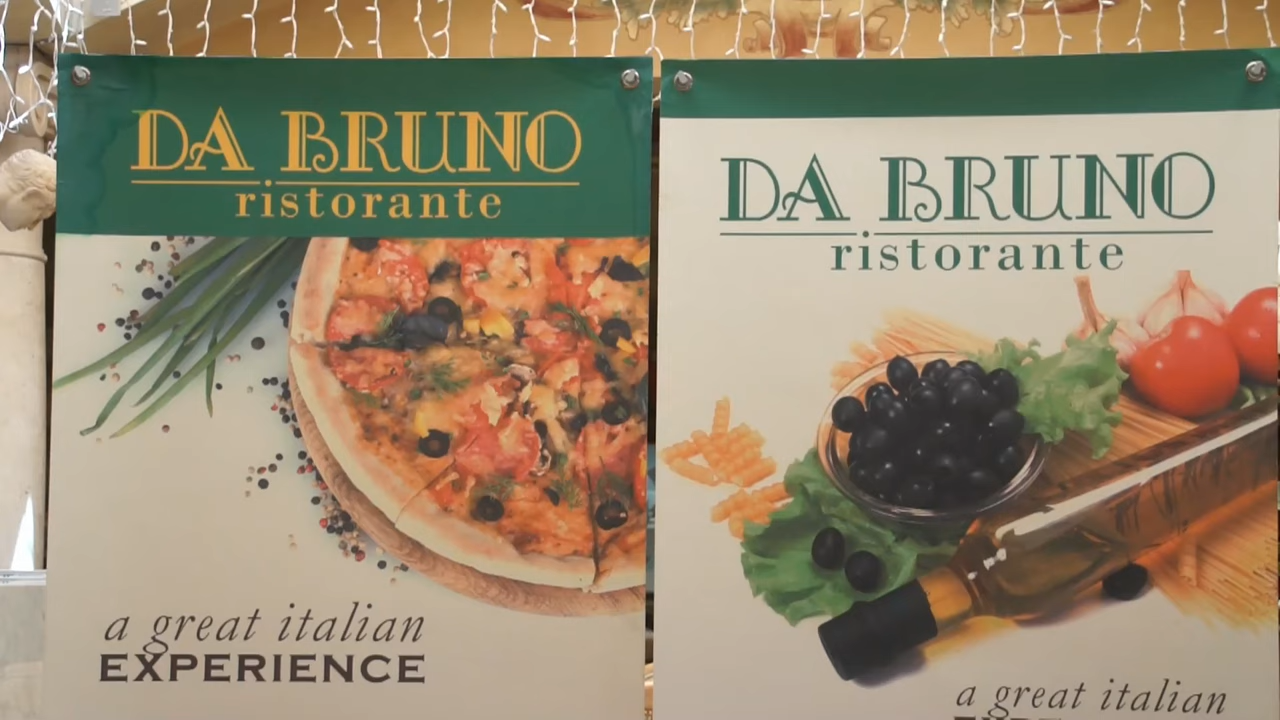 DA BRUNO
ristorante
a great italian
EXPERIENCE
DA BRUNO
ristorante
a great italian